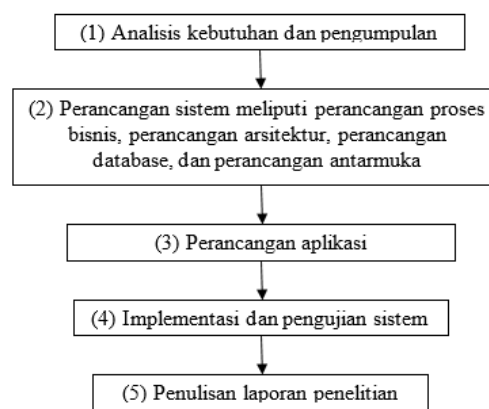 (1) Analisis kebutuhan dan pengumpulan
(2) Perancangan sistem meliputi perancangan proses
bisnis, perancangan arsitektur, perancangan
database, dan perancangan antarmuka
(3) Perancangan aplikasi
(4) Implementasi dan pengujian sistem
(5) Penulisan laporan penelitian